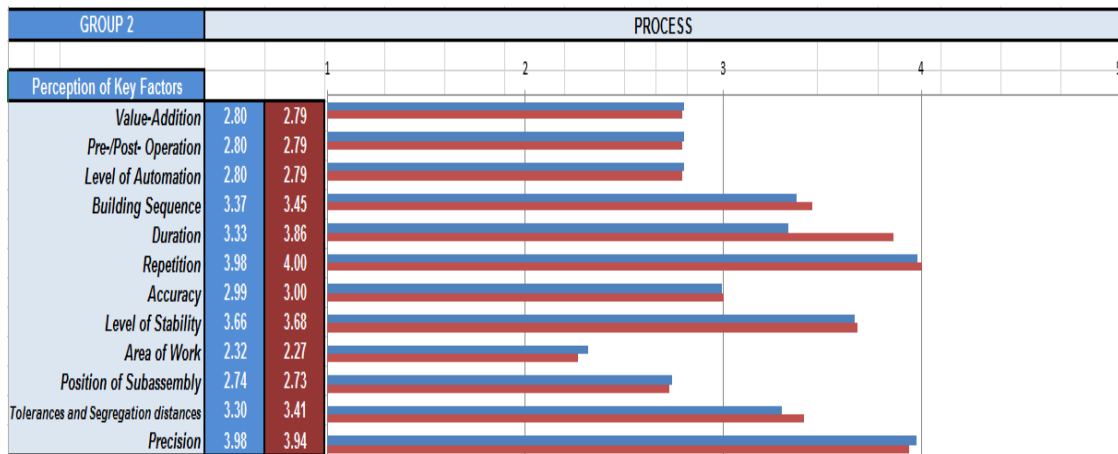 GROUP 2 PROCESS
1 2 3 4 5
Perception of Key Factors
Value-Addition 2.80 2.79
Pre-/Post- Operation 2.80 2.79
Level of Automation 2.80 2.79
Building Sequence 3.37 3.45
Duration 3.33 3.86
Repetition 3.98 4.00
Accuracy 2.99 3.00
Level of Stability 3.66 3.68
Area of Work 2.32 2.27
Position of Subassembly 2.74 2.73
Tolerances and Segregation distances 3.30 3.41
Precision 3.98 3.94